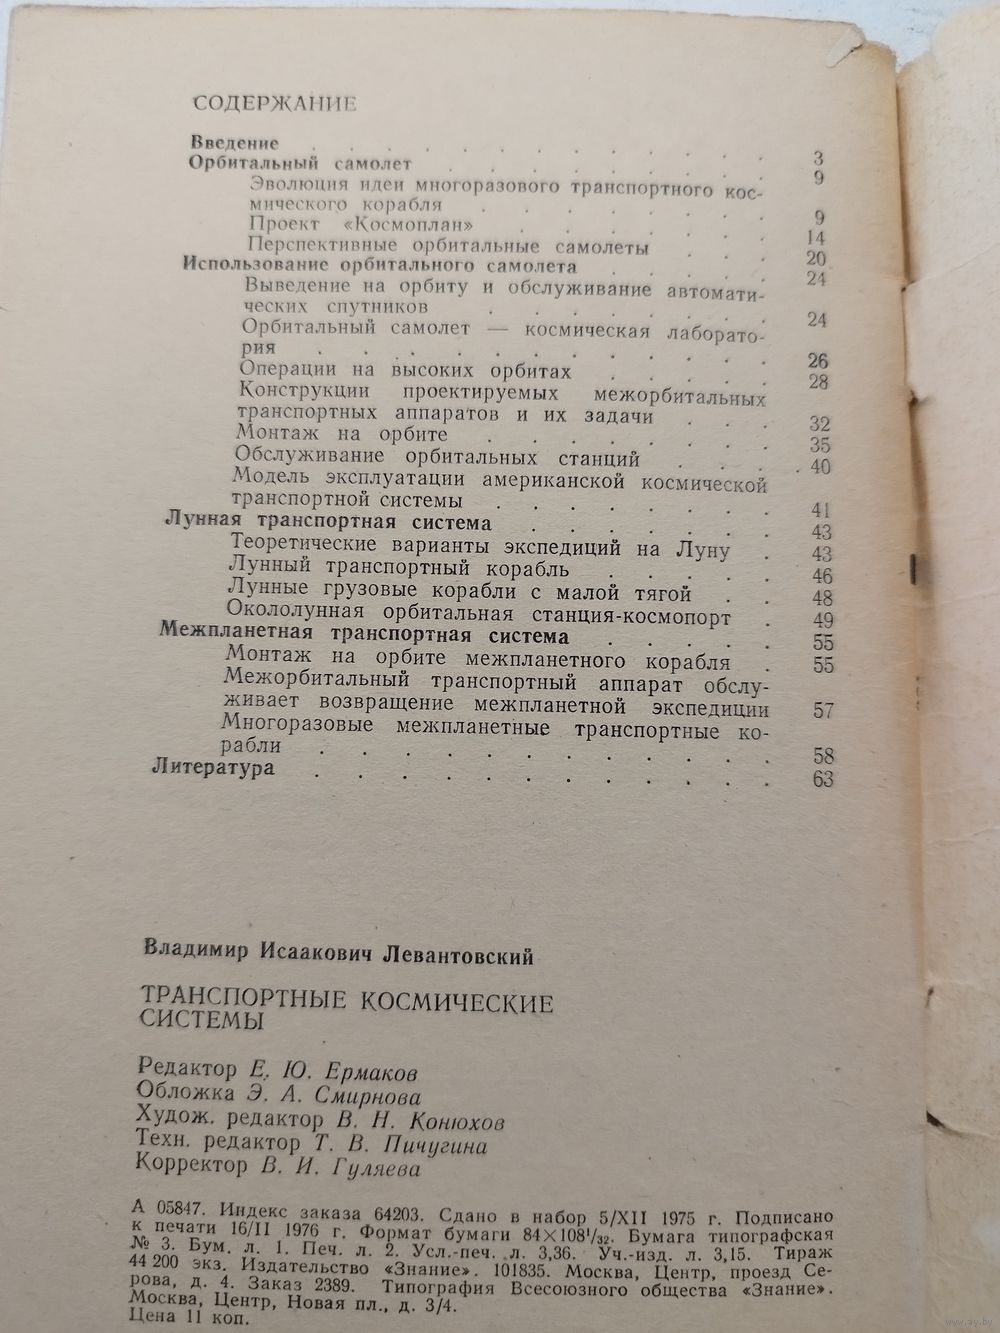 СОДЕРЖАНИЕ
Введение . . . . . . . . . . . 3
Орбитальный самолет . . . . . . . 9
Эволюция идеи многоразового транспортного кос-
мического корабля . . . . . . 9
Проект «Космоплан» . . . . . . 14
Перспективные орбитальные самолеты . . . 20
Использование орбитального самолета . . . . 24
Выведение на орбиту и обслуживание автомати-
ческих спутников . . . . . . 24
Орбитальный самолет — космическая лаборато-
рия . . . . . . . . . . 26
Операции на высоких орбитах . . . . 28
Конструкции проектируемых межорбитальных
транспортных аппаратов и их задачи . . . 32
Монтаж на орбите . . . . . . . 35
Обслуживание орбитальных станций . . . . 40
Модель эксплуатации американской космической
транспортной системы . . . . . . . 41
Лунная транспортная система . . . . . . 43
Теоретические варианты экспедиций на Луну . 43
Лунный транспортный корабль . . . . . 46
Лунные грузовые корабли с малой тягой . . 48
Окололунная орбитальная станция-космопорт . 49
Межпланетная транспортная система . . . . . 55
Монтаж на орбите межпланетного корабля . 55
Межорбитальный транспортный аппарат обслу-
живает возвращение межпланетной экспедиции 57
Многоразовые межпланетные транспортные ко-
рабли . . . . . . . . . . . 58
Литература . . . . . . . . . . . 63
Владимир Исаакович Левантовский
ТРАНСПОРТНЫЕ КОСМИЧЕСКИЕ
СИСТЕМЫ
Редактор Е. Ю. Ермаков
Обложка Э. А. Смирнова
Худож. редактор В. Н. Конюхов
Техн. редактор Т. В. Пичугина
Корректор В. И. Гуляева
А 05847. Индекс заказа 64203. Сдано в набор 5/XII 1975 г. Подписано
к печати 16/II 1976 г. Формат бумаги 84×108¹/₃₂. Бумага типографская
№ 3. Бум. л. 1. Печ. л. 2. Усл.-печ. л. 3,36. Уч.-изд. л. 3,15. Тираж
44 200 экз. Издательство «Знание». 101835. Москва, Центр, проезд Се-
рова, д. 4. Заказ 2389. Типография Всесоюзного общества «Знание».
Москва, Центр, Новая пл., д. 3/4.
Цена 11 коп.
www.ay.by